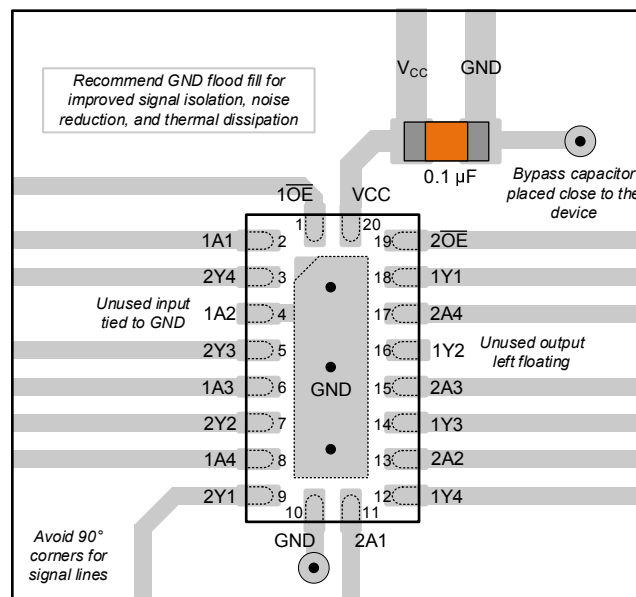 Recommend GND flood fill for
improved signal isolation, noise
reduction, and thermal dissipation
VCC GND
0.1 µF
Bypass capacitor
placed close to the
device
1OE VCC
1 20
1A1 2 19 2OE
2Y4 3 18 1Y1
Unused input
tied to GND
1A2 4 17 2A4
2Y3 5 16 1Y2
Unused output
left floating
GND
1A3 6 15 2A3
2Y2 7 14 1Y3
1A4 8 13 2A2
2Y1 9 12 1Y4
10 11
GND 2A1
Avoid 90°
corners for
signal lines